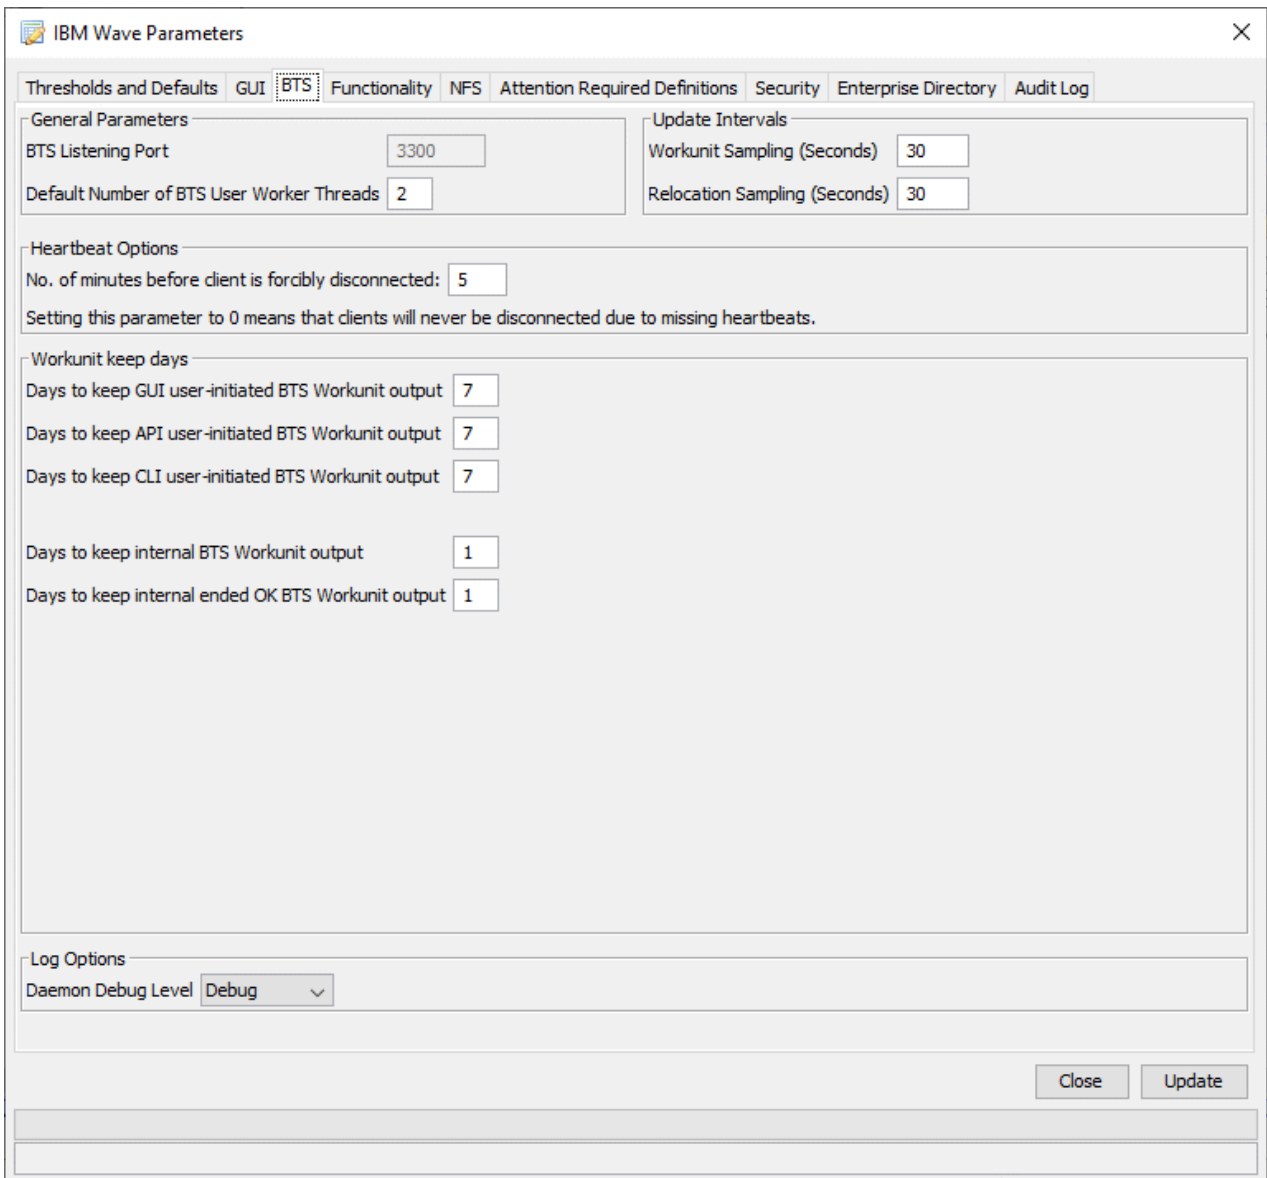 IBM Wave Parameters
Thresholds and Defaults GUI BTS Functionality NFS Attention Required Definitions Security Enterprise Directory Audit Log
General Parameters
BTS Listening Port 3300
Default Number of BTS User Worker Threads 2
Update Intervals
Workunit Sampling (Seconds) 30
Relocation Sampling (Seconds) 30
Heartbeat Options
No. of minutes before client is forcibly disconnected: 5
Setting this parameter to 0 means that clients will never be disconnected due to missing heartbeats.
Workunit keep days
Days to keep GUI user-initiated BTS Workunit output 7
Days to keep API user-initiated BTS Workunit output 7
Days to keep CLI user-initiated BTS Workunit output 7
Days to keep internal BTS Workunit output 1
Days to keep internal ended OK BTS Workunit output 1
Log Options
Daemon Debug Level Debug
Close Update